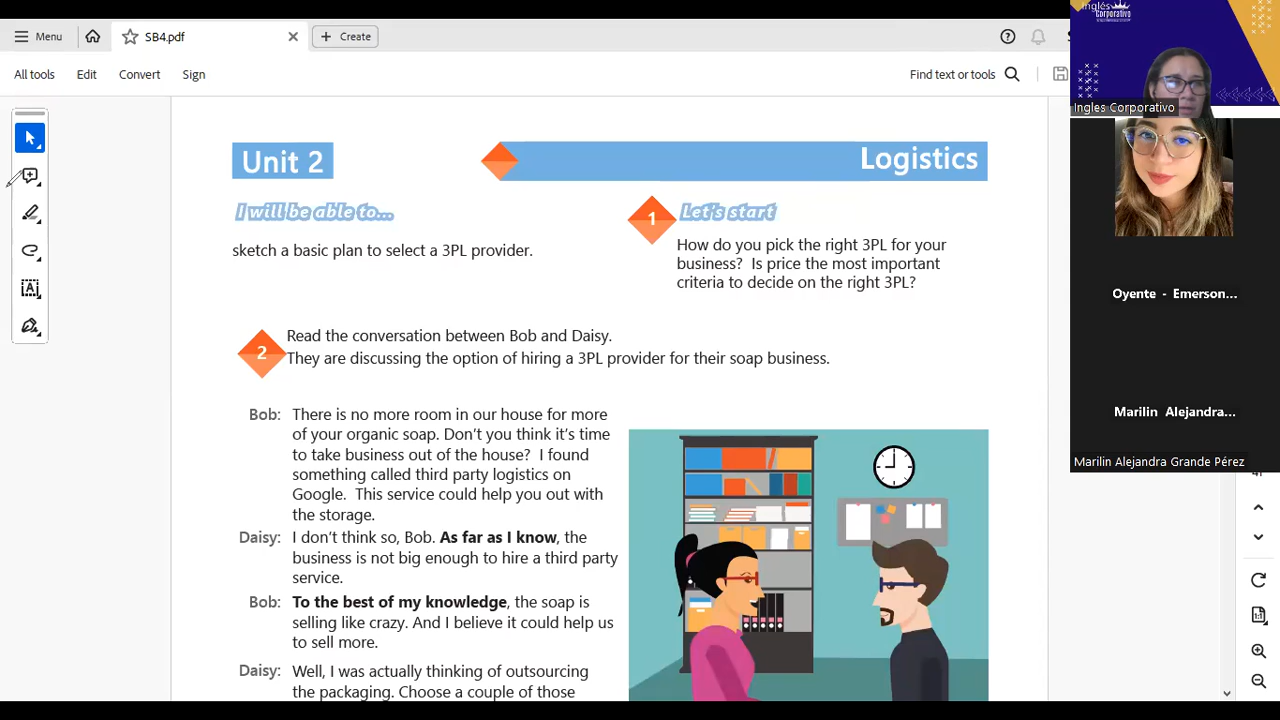 Menu
SB4.pdf
Create
All tools
Edit
Convert
Sign
Find text or tools
Unit 2
Logistics
I will be able to...
sketch a basic plan to select a 3PL provider.
1
Let's start
How do you pick the right 3PL for your
business? Is price the most important
criteria to decide on the right 3PL?
2
Read the conversation between Bob and Daisy.
They are discussing the option of hiring a 3PL provider for their soap business.
Bob: There is no more room in our house for more
of your organic soap. Don't you think it's time
to take business out of the house? I found
something called third party logistics on
Google. This service could help you out with
the storage.
Daisy: I don't think so, Bob. As far as I know, the
business is not big enough to hire a third party
service.
Bob: To the best of my knowledge, the soap is
selling like crazy. And I believe it could help us
to sell more.
Daisy: Well, I was actually thinking of outsourcing
the packaging. Choose a couple of those
Inglés
corporativo
Ingles Corporativo
Oyente - Emerson...
Marilin Alejandra...
Marilin Alejandra Grande Pérez